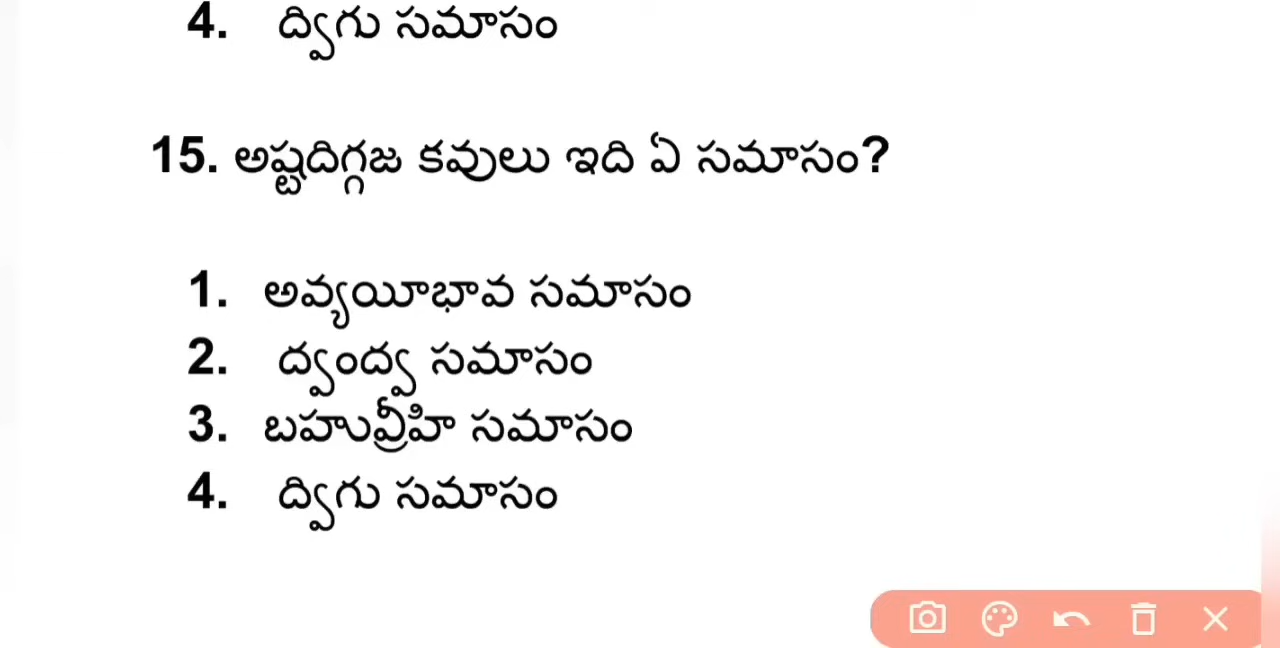 4. ద్విగు సమాసం
15. అష్టదిగ్గజ కవులు ఇది ఏ సమాసం?
1. అవ్యయీభావ సమాసం
2. ద్వంద్వ సమాసం
3. బహువ్రీహి సమాసం
4. ద్విగు సమాసం